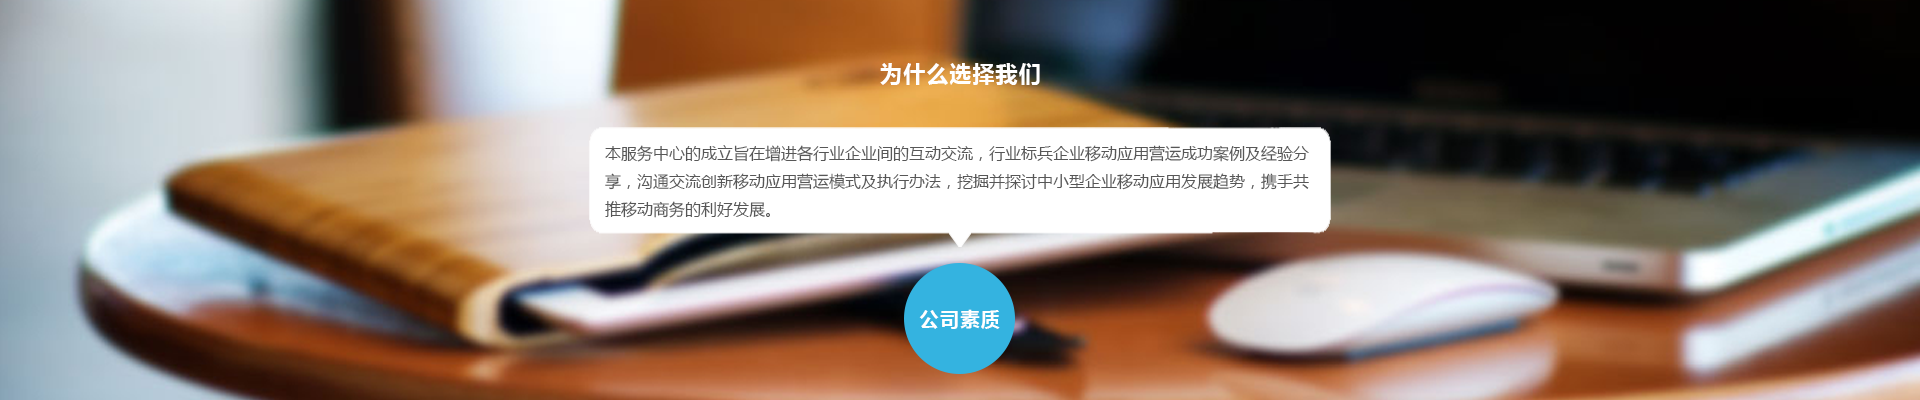 为什么选择我们
本服务中心的成立旨在增进各行业企业间的互动交流，行业标兵企业移动应用营运成功案例及经验分
享，沟通交流创新移动应用营运模式及执行办法，挖掘并探讨中小型企业移动应用发展趋势，携手共
推移动商务的利好发展。
公司素质